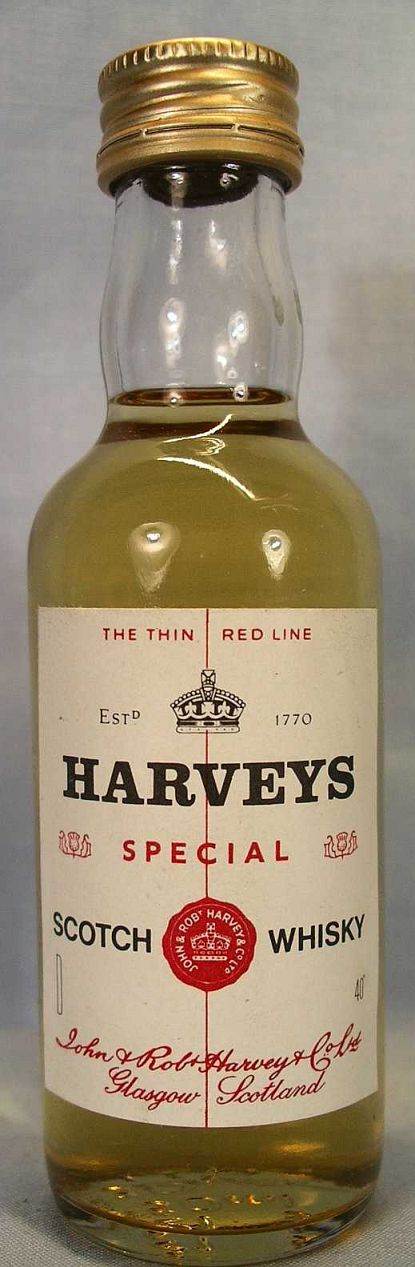 THE THIN RED LINE
ESTᴰ 1770
HARVEYS
SPECIAL
SCOTCH WHISKY
JOHN & ROBᵀ HARVEY & Cº LTD
40°
John & Robt Harvey & Co Ltd
Glasgow Scotland